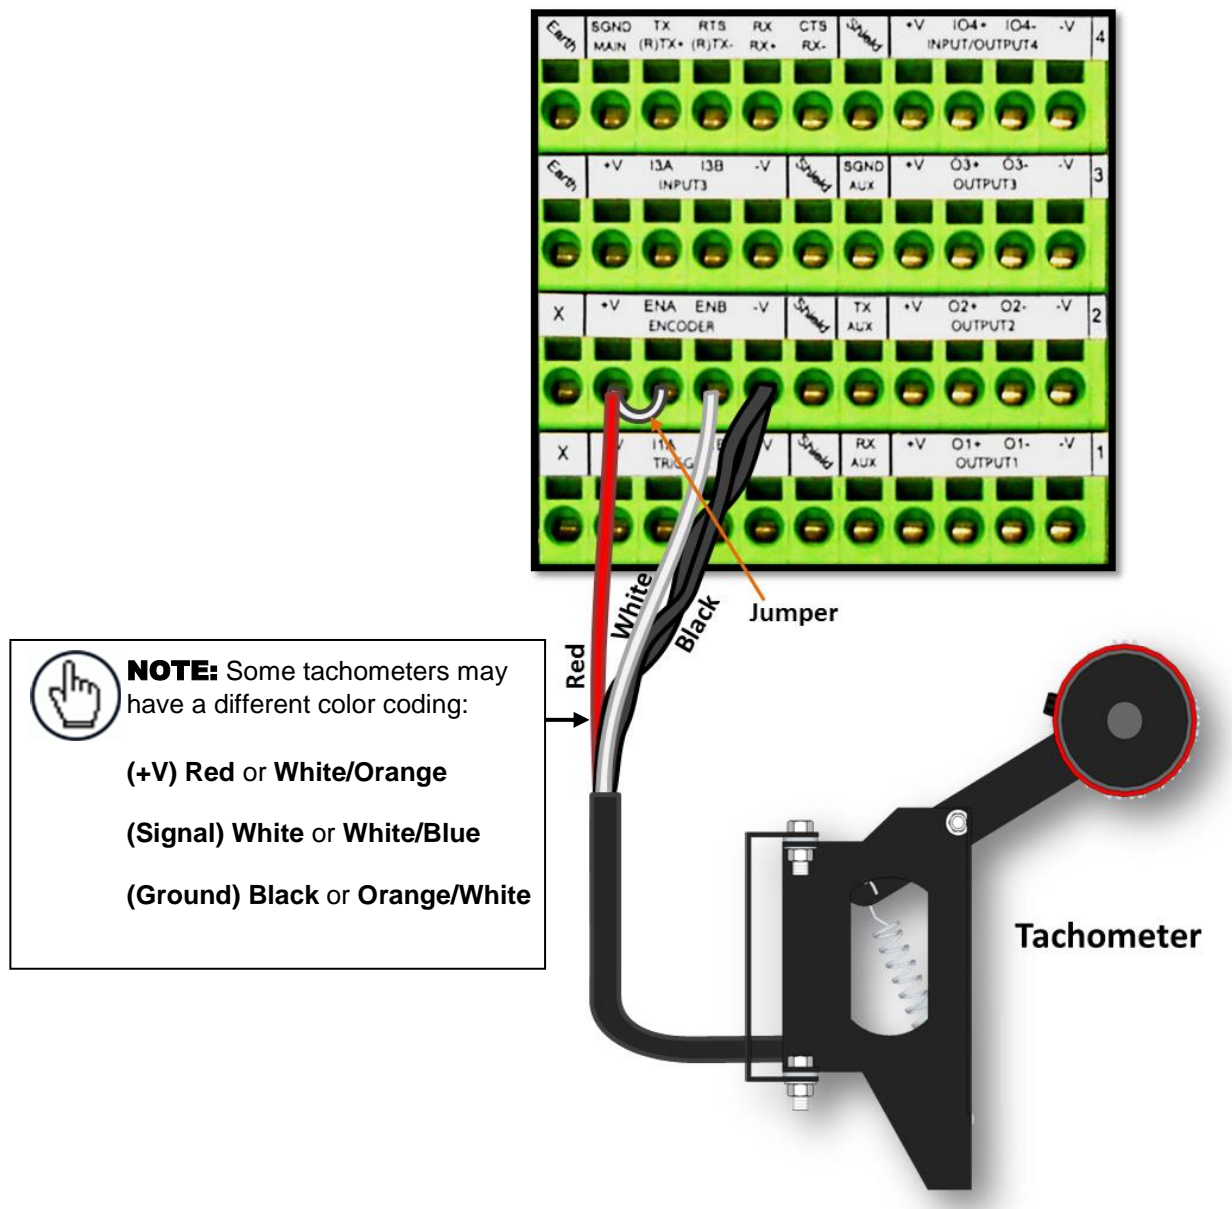 Earth SGND TX RTS RX CTS Shield +V IO4+ IO4- -V 4
MAIN (R)TX+ (R)TX- RX+ RX- INPUT/OUTPUT4
Earth +V I3A I3B -V Shield SGND +V O3+ O3- -V 3
INPUT3 AUX OUTPUT3
X +V ENA ENB -V Shield TX +V O2+ O2- -V 2
ENCODER AUX OUTPUT2
X V I1A V Shield RX +V O1+ O1- -V 1
TRIGG AUX OUTPUT1
Red
White
Black
Jumper
NOTE: Some tachometers may
have a different color coding:
(+V) Red or White/Orange
(Signal) White or White/Blue
(Ground) Black or Orange/White
Tachometer